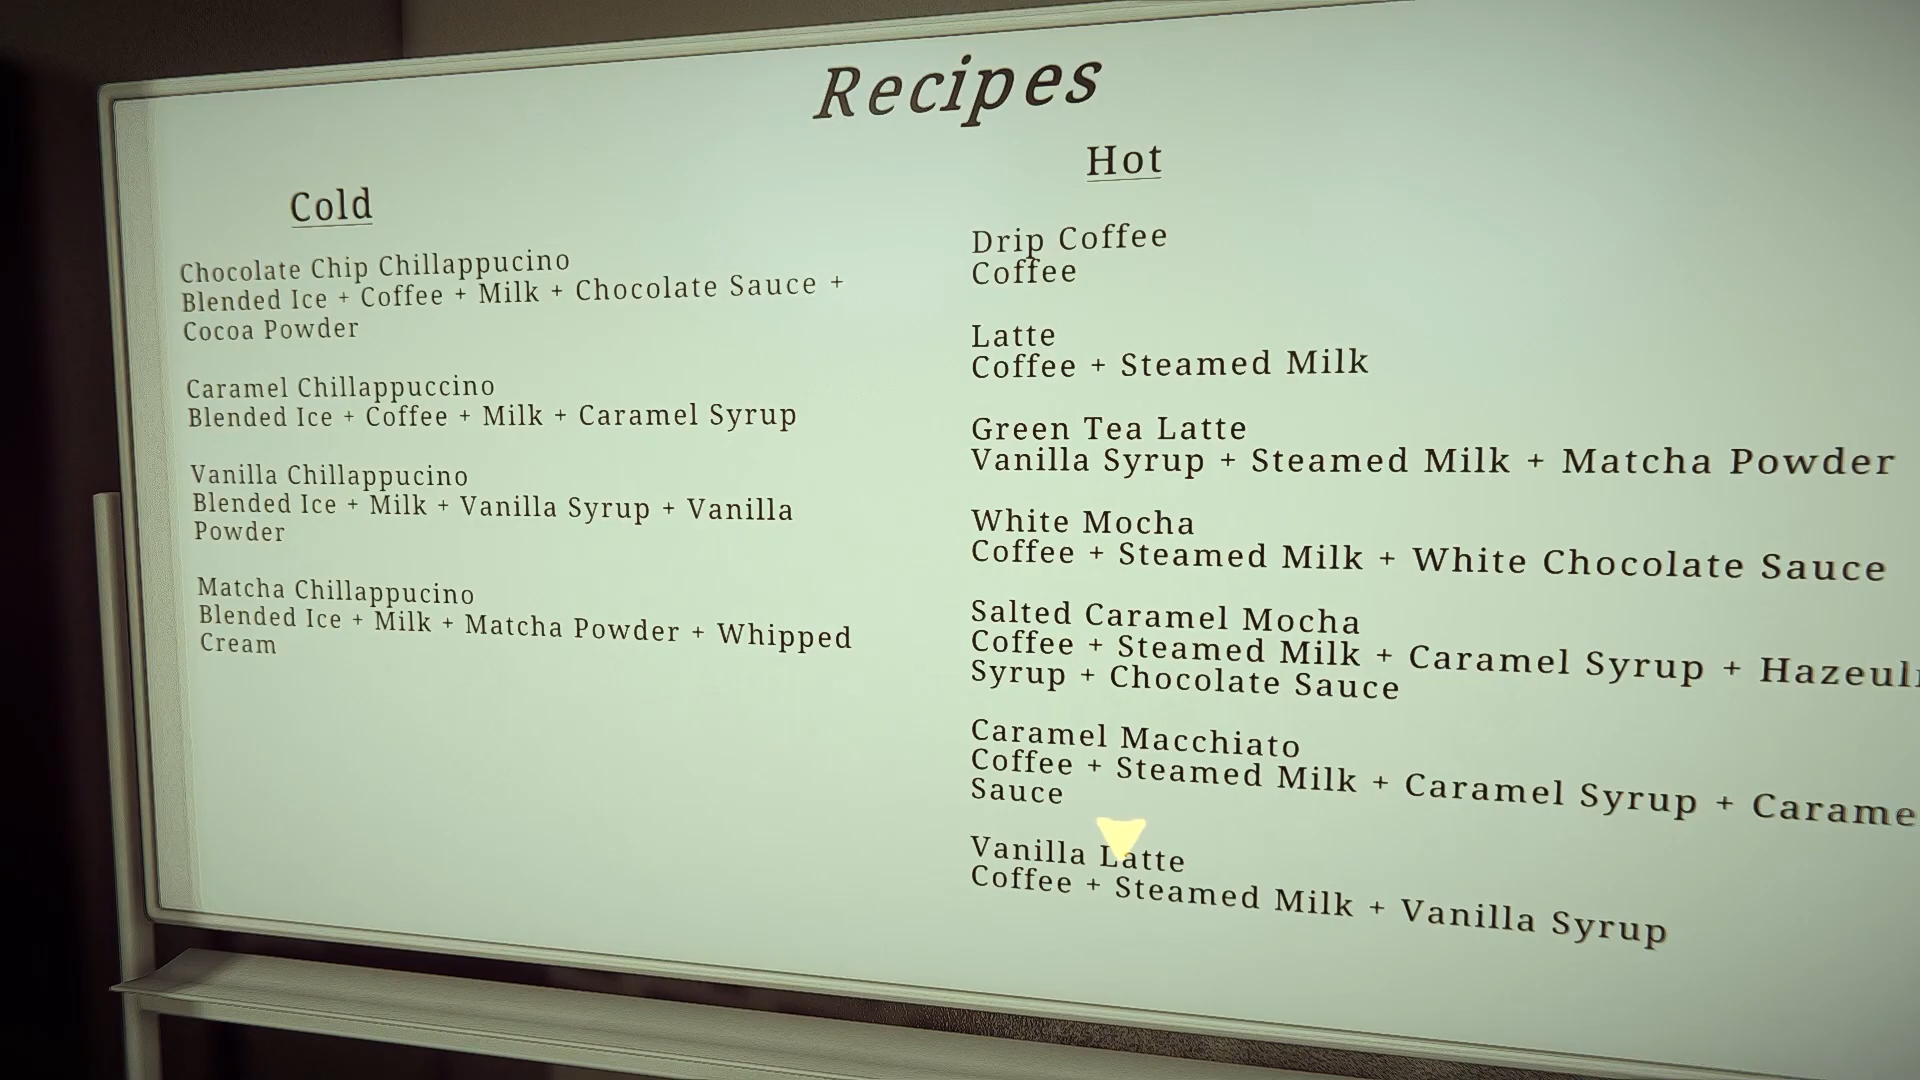 Recipes
Cold
Chocolate Chip Chillappucino
Blended Ice + Coffee + Milk + Chocolate Sauce +
Cocoa Powder
Caramel Chillappuccino
Blended Ice + Coffee + Milk + Caramel Syrup
Vanilla Chillappucino
Blended Ice + Milk + Vanilla Syrup + Vanilla
Powder
Matcha Chillappucino
Blended Ice + Milk + Matcha Powder + Whipped
Cream
Hot
Drip Coffee
Coffee
Latte
Coffee + Steamed Milk
Green Tea Latte
Vanilla Syrup + Steamed Milk + Matcha Powder
White Mocha
Coffee + Steamed Milk + White Chocolate Sauce
Salted Caramel Mocha
Coffee + Steamed Milk + Caramel Syrup +
Syrup + Chocolate Sauce
Caramel Macchiato
Coffee + Steamed Milk + Caramel Syrup + Carame
Sauce
Vanilla Latte
Coffee + Steamed Milk + Vanilla Syrup